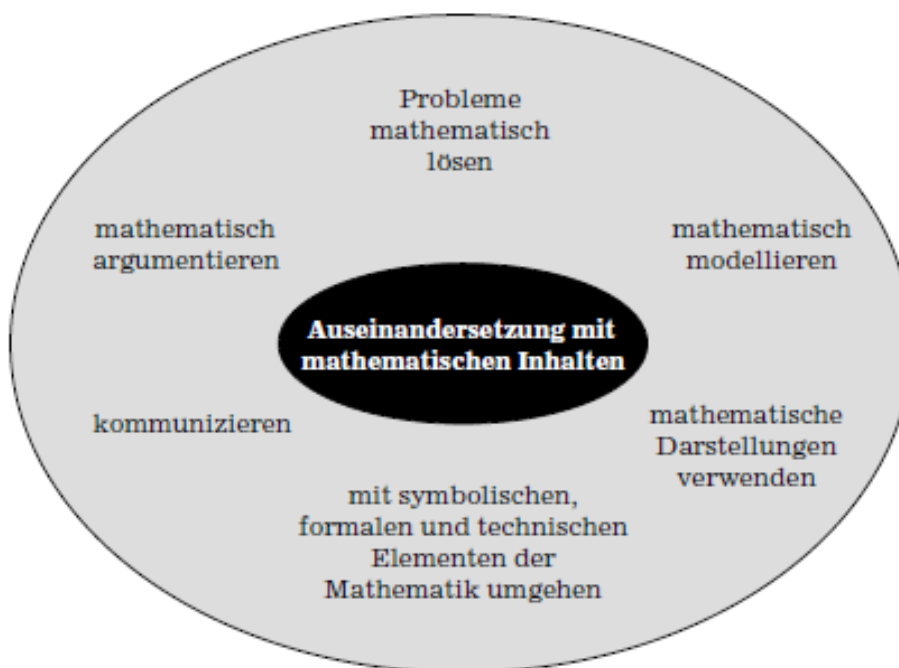 Probleme
mathematisch
lösen
mathematisch
argumentieren
mathematisch
modellieren
Auseinandersetzung mit
mathematischen Inhalten
kommunizieren
mathematische
Darstellungen
verwenden
mit symbolischen,
formalen und technischen
Elementen der
Mathematik umgehen